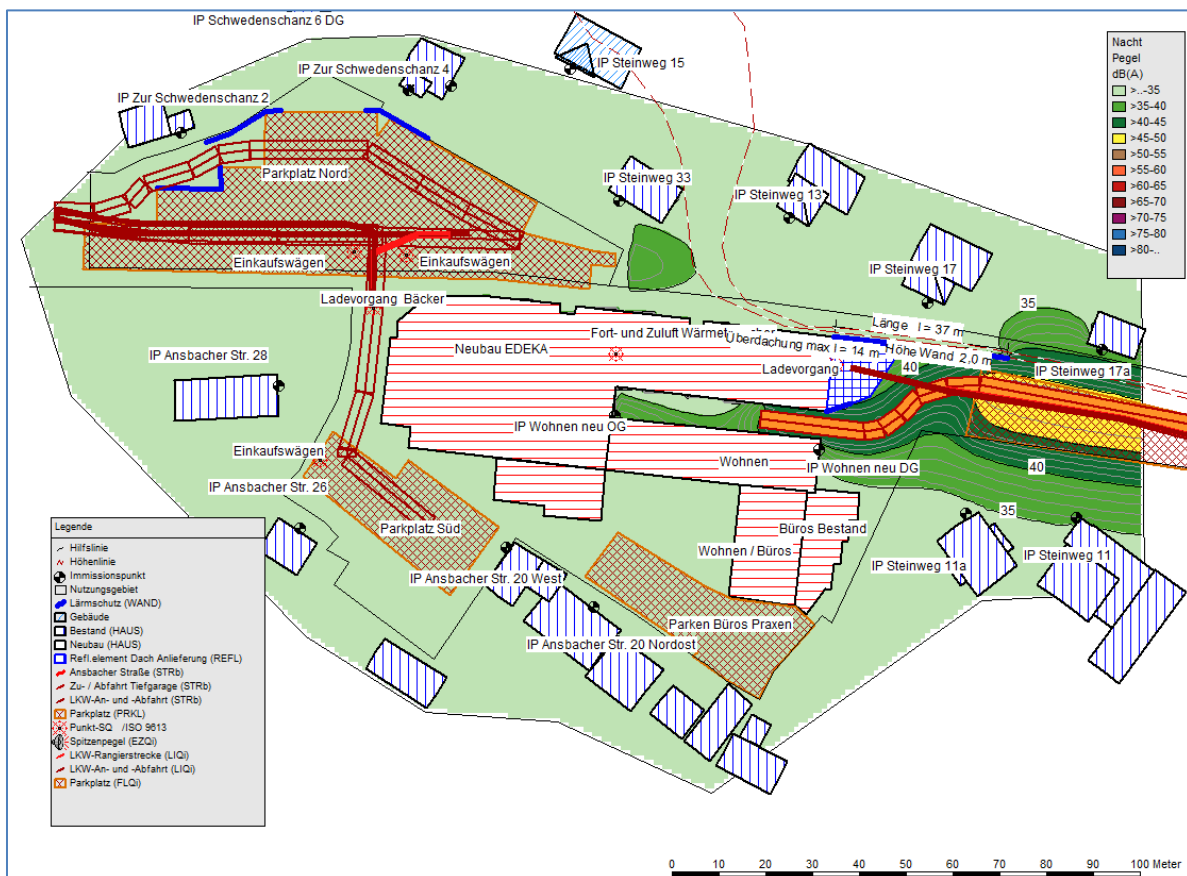 IP Schwedenschanz 6 DG
IP Steinweg 15
IP Zur Schwedenschanz 4
IP Zur Schwedenschanz 2
Nacht
Pegel
dB(A)
>..-35
>35-40
>40-45
>45-50
>50-55
>55-60
>60-65
>65-70
>70-75
>75-80
>80-..
Parkplatz Nord
IP Steinweg 33
IP Steinweg 13
Einkaufswägen
Einkaufswägen
IP Steinweg 17
Ladevorgang Bäcker
35
Länge l = 37 m
Fort- und Zuluft
Neubau EDEKA
Überdachung max l = 14 m
Höhe Wand 2,0 m
IP Ansbacher Str. 28
Ladevorgang
40
IP Steinweg 17a
IP Wohnen neu OG
Einkaufswägen
Wohnen
IP Wohnen neu DG
40
IP Ansbacher Str. 26
35
Parkplatz Süd
Büros Bestand
Wohnen / Büros
IP Steinweg 11
IP Steinweg 11a
IP Ansbacher Str. 20 West
Parken Büros Praxen
IP Ansbacher Str. 20 Nordost
Legende
Hilfslinie
Höhenlinie
Immissionspunkt
Nutzungsgebiet
Lärmschutz (WAND)
Gebäude
Bestand (HAUS)
Neubau (HAUS)
Refl.element Dach Anlieferung (REFL)
Ansbacher Straße (STRb)
Zu- / Abfahrt Tiefgarage (STRb)
LKW-An- und -Abfahrt (STRb)
Parkplatz (PRKL)
Punkt-SQ /ISO 9613
Spitzenpegel (EZQi)
LKW-Rangierstrecke (LIQi)
LKW-An- und -Abfahrt (LIQi)
Parkplatz (FLQi)
0 10 20 30 40 50 60 70 80 90 100 Meter